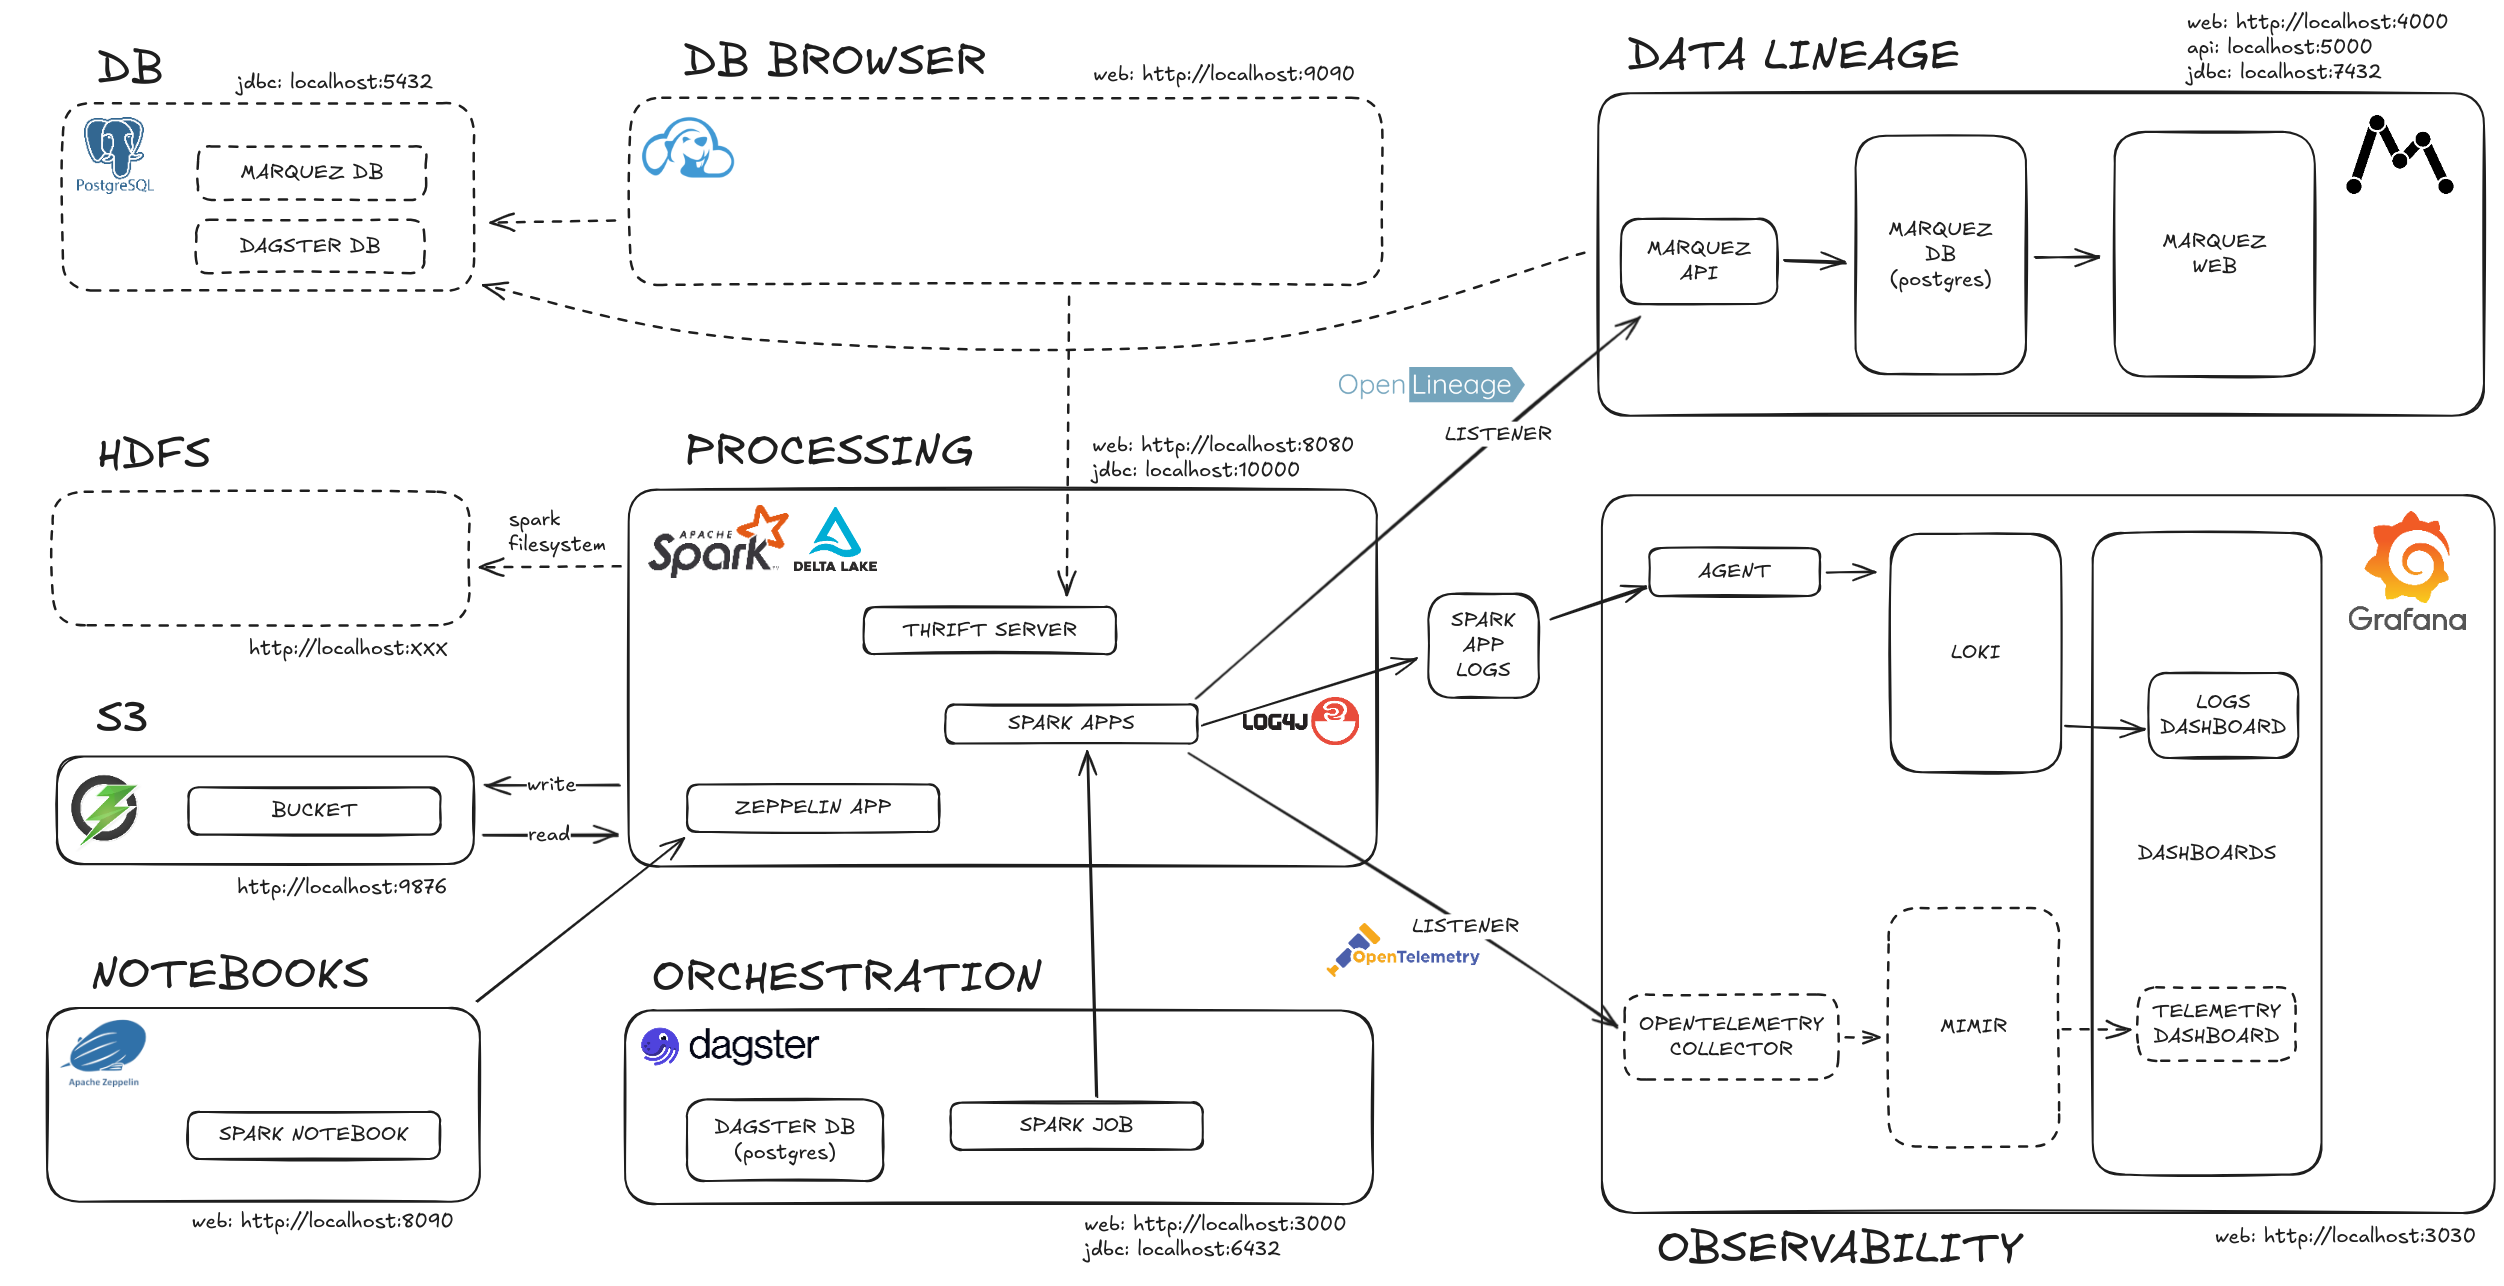 DB
jdbc: localhost:5432
PostgreSQL
MARQUEZ DB
DAGSTER DB
DB BROWSER
web: http://localhost:9090
DATA LINEAGE
web: http://localhost:4000
api: localhost:5000
jdbc: localhost:7432
MARQUEZ
API
MARQUEZ
DB
(postgres)
MARQUEZ
WEB
OpenLineage
LISTENER
HDFS
spark
filesystem
http://localhost:xxx
PROCESSING
web: http://localhost:8080
jdbc: localhost:10000
APACHE
Spark
DELTA LAKE
THRIFT SERVER
SPARK APPS
LOG4J
ZEPPELIN APP
SPARK
APP
LOGS
S3
BUCKET
write
read
http://localhost:9876
AGENT
LOKI
LOGS
DASHBOARD
DASHBOARDS
Grafana
LISTENER
OpenTelemetry
OPENTELEMETRY
COLLECTOR
MIMIR
TELEMETRY
DASHBOARD
OBSERVABILITY
web: http://localhost:3030
NOTEBOOKS
Apache Zeppelin
SPARK NOTEBOOK
web: http://localhost:8090
ORCHESTRATION
dagster
DAGSTER DB
(postgres)
SPARK JOB
web: http://localhost:3000
jdbc: localhost:6432